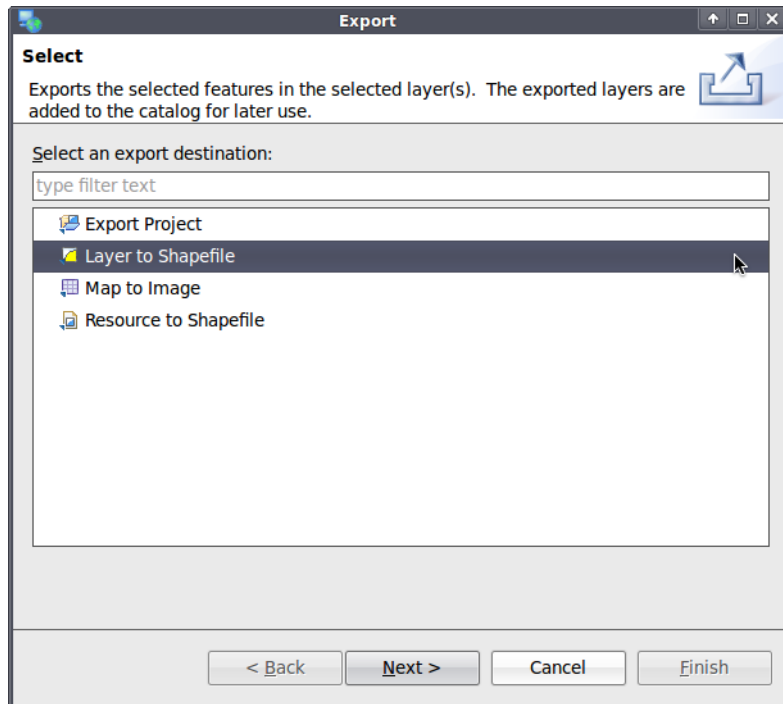 Export
Select
Exports the selected features in the selected layer(s).  The exported layers are
added to the catalog for later use.
Select an export destination:
type filter text
Export Project
Layer to Shapefile
Map to Image
Resource to Shapefile
< Back
Next >
Cancel
Finish